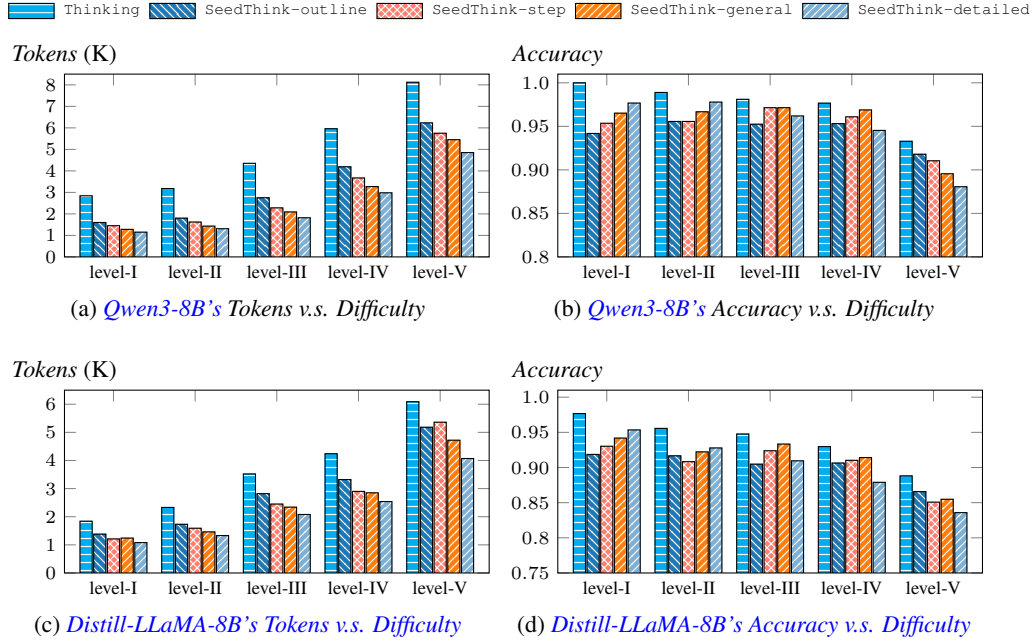 Thinking SeedThink-outline SeedThink-step SeedThink-general SeedThink-detailed
Tokens (K)
8
7
6
5
4
3
2
1
0
level-I level-II level-III level-IV level-V
(a) Qwen3-8B's Tokens v.s. Difficulty
Accuracy
1.0
0.95
0.90
0.85
0.8
level-I level-II level-III level-IV level-V
(b) Qwen3-8B's Accuracy v.s. Difficulty
Tokens (K)
6
5
4
3
2
1
0
level-I level-II level-III level-IV level-V
(c) Distill-LLaMA-8B's Tokens v.s. Difficulty
Accuracy
1.0
0.95
0.90
0.85
0.8
0.75
level-I level-II level-III level-IV level-V
(d) Distill-LLaMA-8B's Accuracy v.s. Difficulty